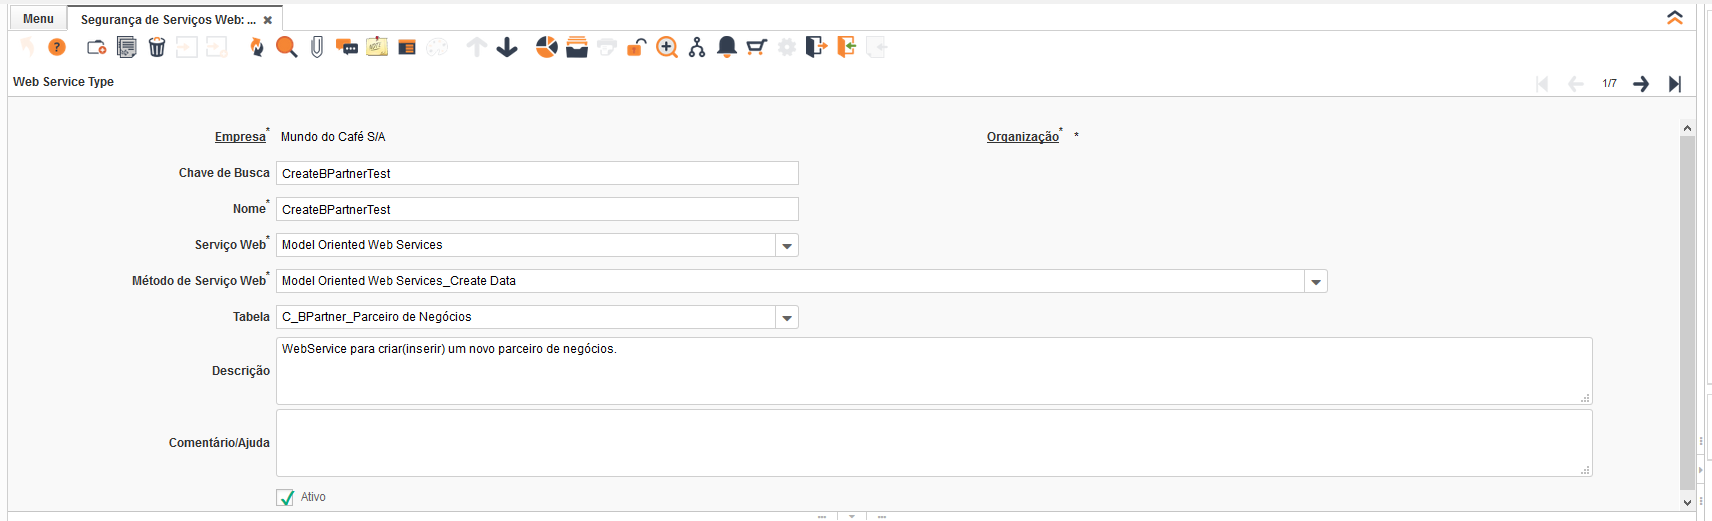 Menu
Segurança de Serviços Web: ...
Web Service Type
1/7
Empresa* Mundo do Café S/A
Organização* *
Chave de Busca CreateBPartnerTest
Nome* CreateBPartnerTest
Serviço Web* Model Oriented Web Services
Método de Serviço Web* Model Oriented Web Services_Create Data
Tabela C_BPartner_Parceiro de Negócios
Descrição WebService para criar(inserir) um novo parceiro de negócios.
Comentário/Ajuda
Ativo